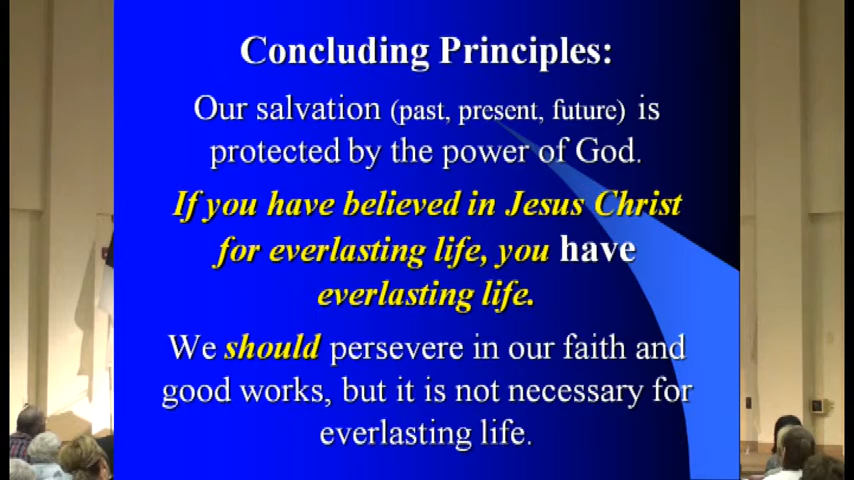 Concluding Principles:
Our salvation (past, present, future) is
protected by the power of God.
If you have believed in Jesus Christ
for everlasting life, you have
everlasting life.
We should persevere in our faith and
good works, but it is not necessary for
everlasting life.